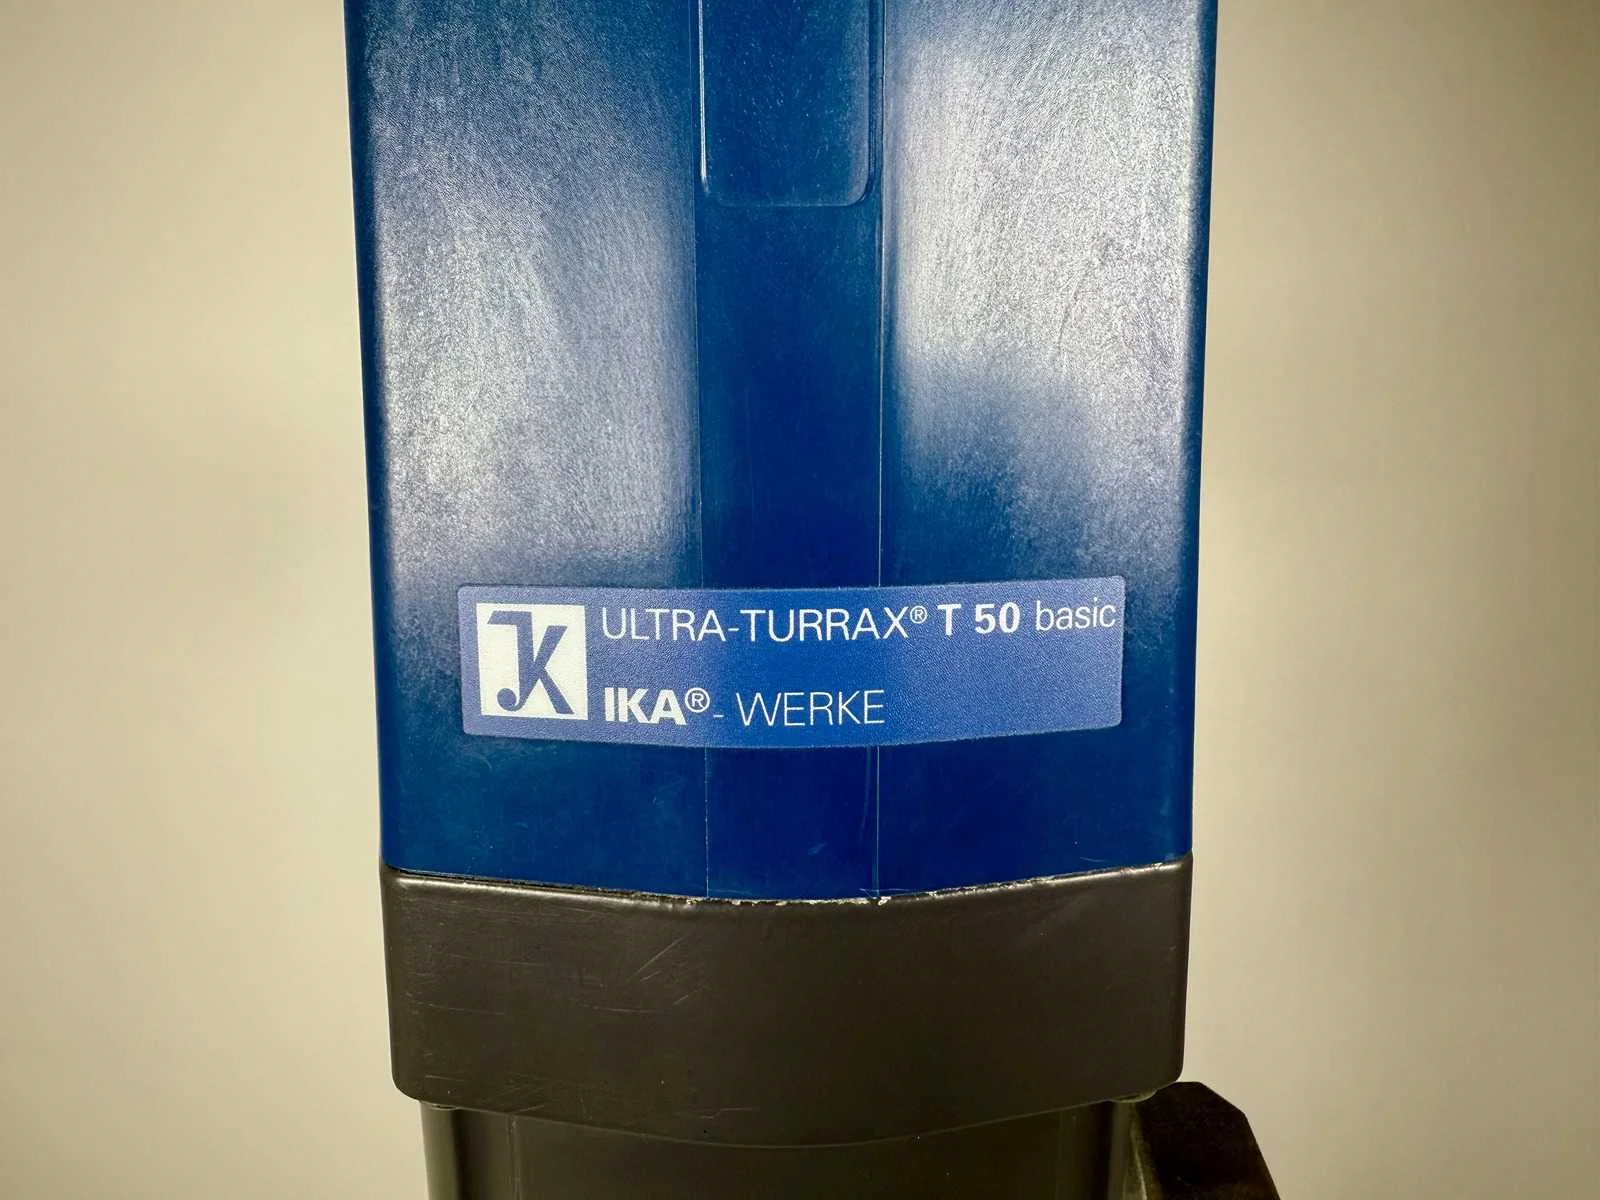 ULTRA-TURRAX® T 50 basic
IKA® - WERKE